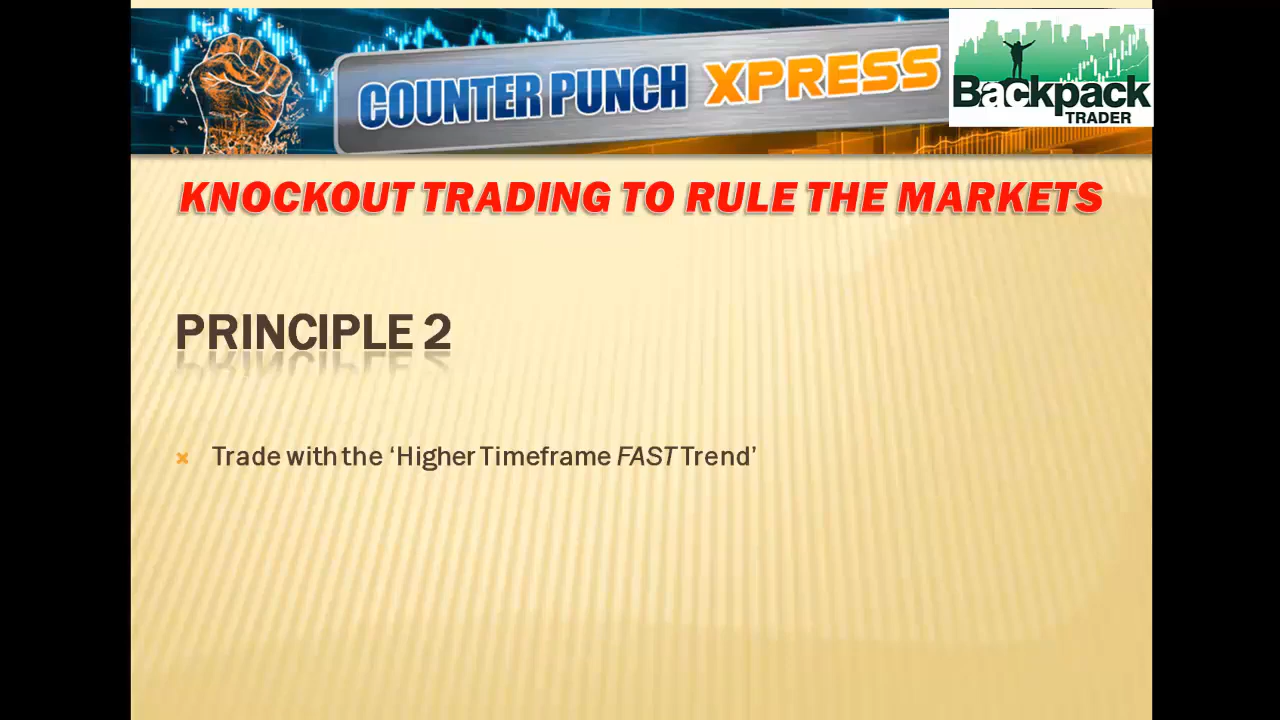 COUNTER PUNCH XPRESS
Backpack
TRADER
KNOCKOUT TRADING TO RULE THE MARKETS
PRINCIPLE 2
Trade with the ‘Higher Timeframe FAST Trend’